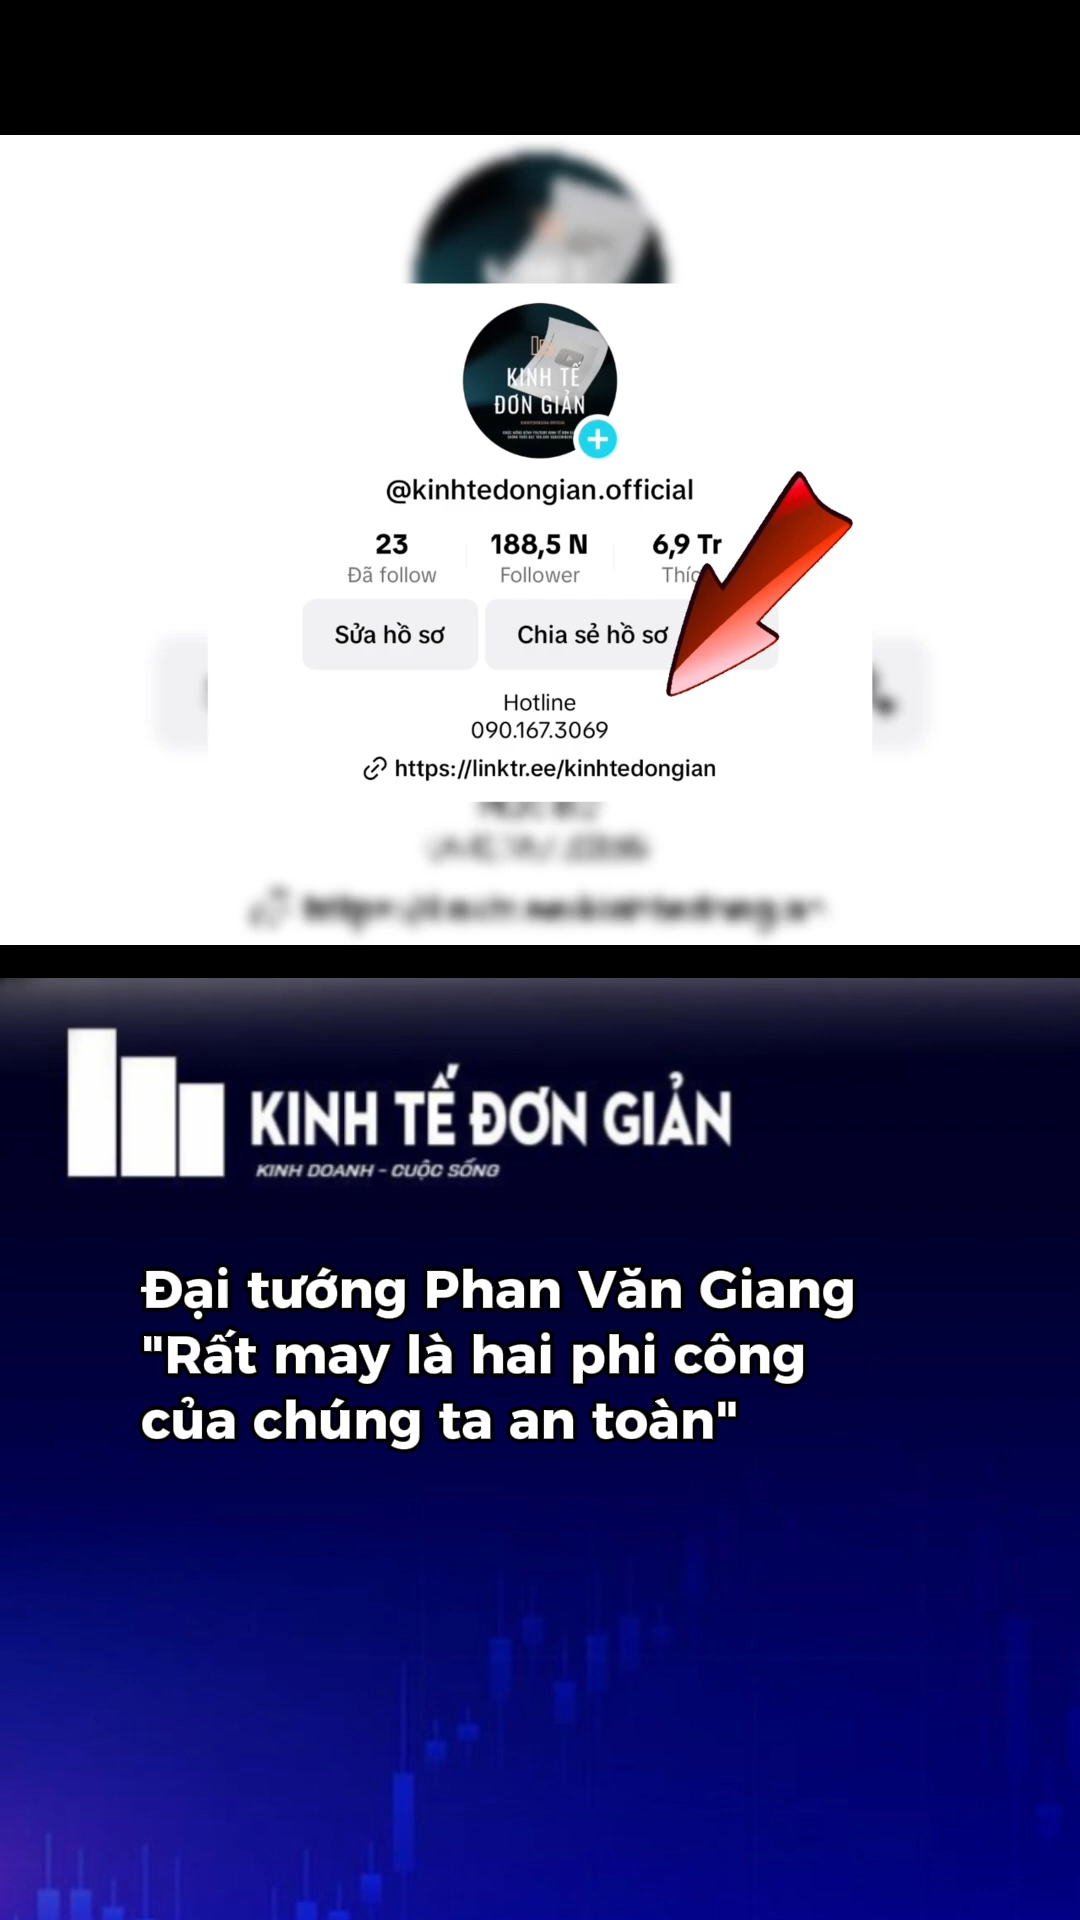 KINH TẾ
ĐƠN GIẢN
@kinhtedongian.official
23 188,5 N 6,9 Tr
Đã follow Follower Thíc
Sửa hồ sơ Chia sẻ hồ sơ
Hotline
090.167.3069
https://linktr.ee/kinhtedongian
KINH TẾ ĐƠN GIẢN
KINH DOANH - CUỘC SỐNG
Đại tướng Phan Văn Giang
"Rất may là hai phi công
của chúng ta an toàn"